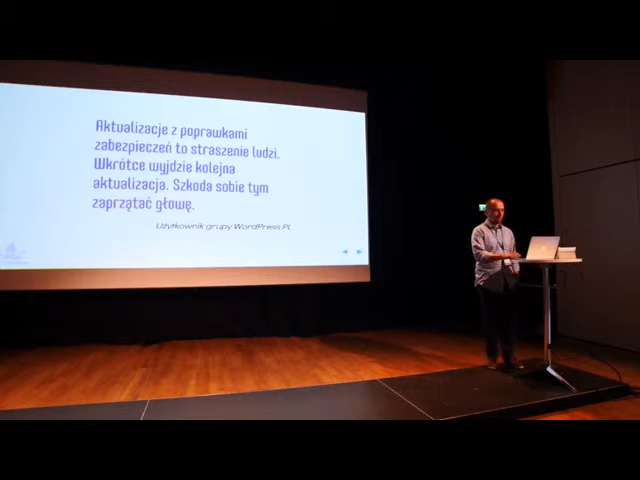 Aktualizacje z poprawkami
zabezpieczeń to straszenie ludzi.
Wkrótce wyjdzie kolejna
aktualizacja. Szkoda sobie tym
zaprzątać głowę.
Użytkownik grupy WordPress PL